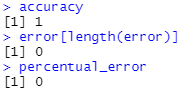 > accuracy
[1] 1
> error[length(error)]
[1] 0
> percentual_error
[1] 0